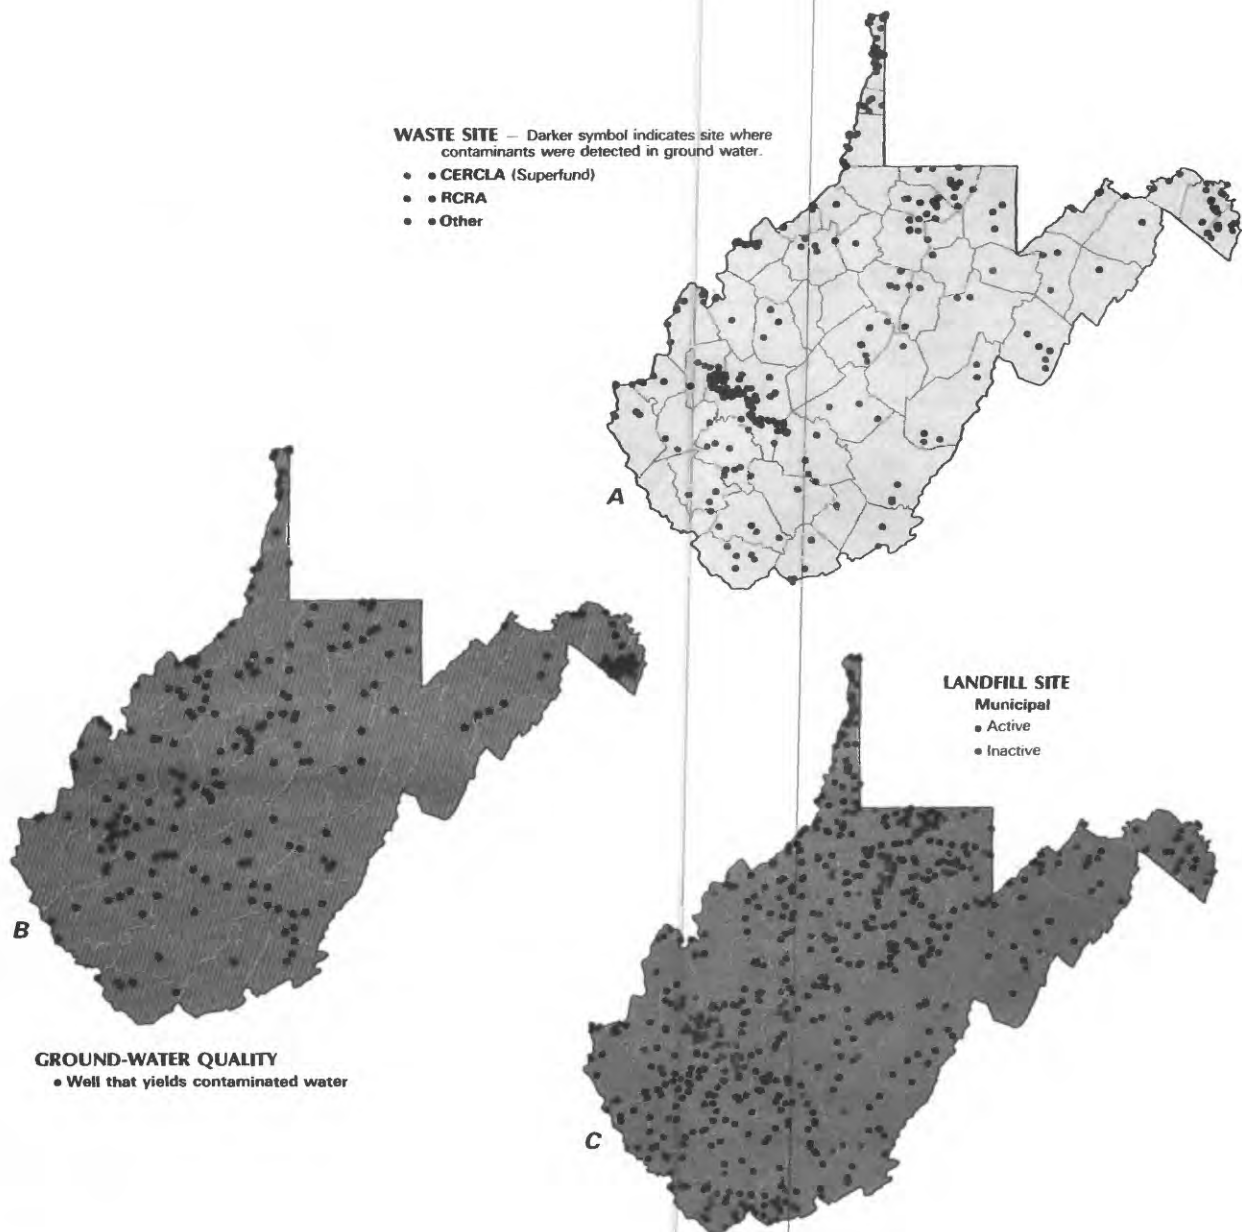 WASTE SITE — Darker symbol indicates site where
contaminants were detected in ground water.
CERCLA (Superfund)
RCRA
Other
A
B
GROUND-WATER QUALITY
Well that yields contaminated water
LANDFILL SITE
Municipal
Active
Inactive
C